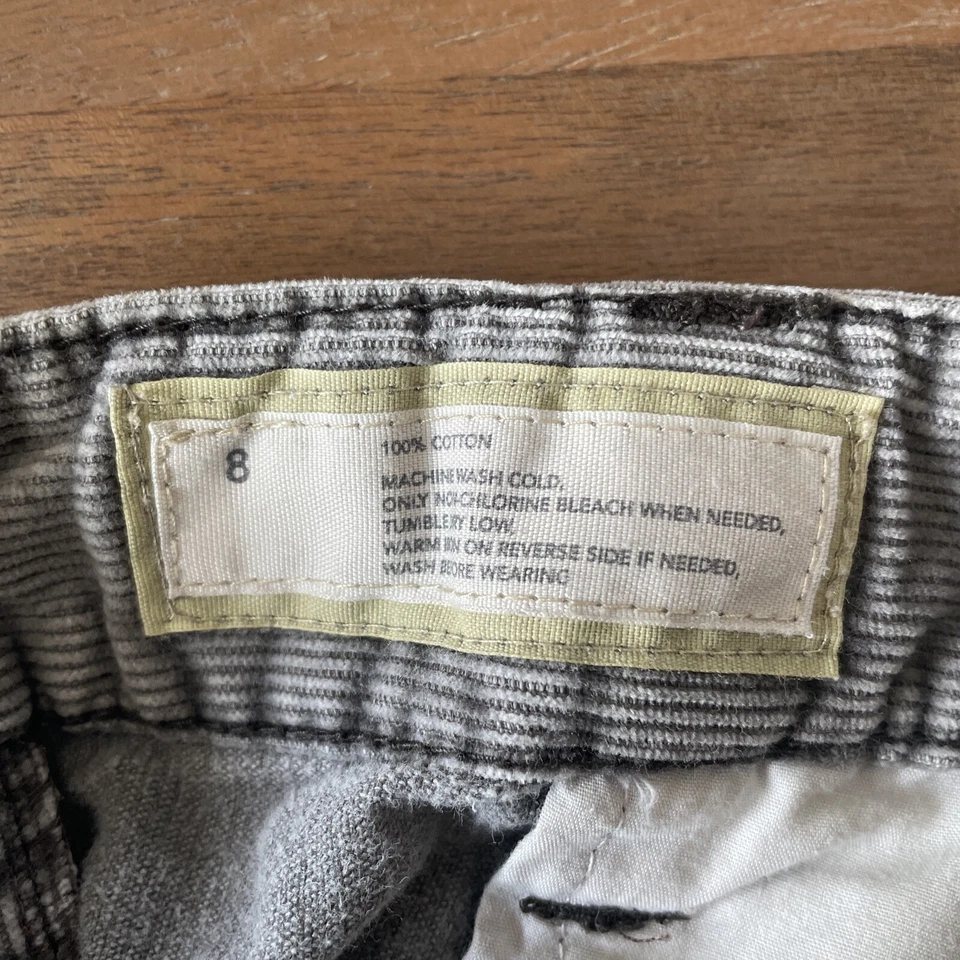 8
100% COTTON
MACHINE WASH COLD,
ONLY NON-CHLORINE BLEACH WHEN NEEDED,
TUMBLE DRY LOW,
WARM IRON ON REVERSE SIDE IF NEEDED,
WASH BEFORE WEARING